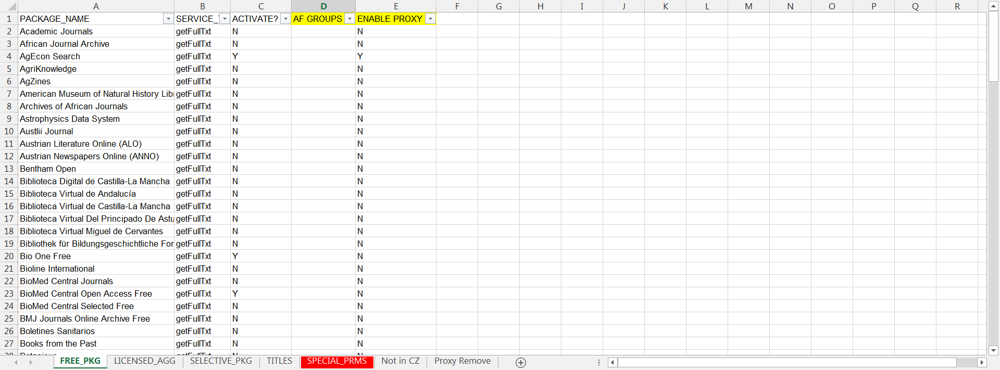 A B C D E F G H I J K L M N O P Q R
1 PACKAGE_NAME SERVICE_ ACTIVATE? AF GROUPS ENABLE PROXY
2 Academic Journals getFullTxt N N
3 African Journal Archive getFullTxt N N
4 AgEcon Search getFullTxt Y Y
5 AgriKnowledge getFullTxt N N
6 AgZines getFullTxt N N
7 American Museum of Natural History Lib getFullTxt N N
8 Archives of African Journals getFullTxt N N
9 Astrophysics Data System getFullTxt N N
10 Austlii Journal getFullTxt N N
11 Austrian Literature Online (ALO) getFullTxt N N
12 Austrian Newspapers Online (ANNO) getFullTxt N N
13 Bentham Open getFullTxt N N
14 Biblioteca Digital de Castilla-La Mancha getFullTxt N N
15 Biblioteca Virtual de Andalucía getFullTxt N N
16 Biblioteca Virtual de Castilla-La Mancha getFullTxt N N
17 Biblioteca Virtual Del Principado De Astu getFullTxt N N
18 Biblioteca Virtual Miguel de Cervantes getFullTxt N N
19 Bibliothek für Bildungsgeschichtliche For getFullTxt N N
20 Bio One Free getFullTxt Y N
21 Bioline International getFullTxt N N
22 BioMed Central Journals getFullTxt N N
23 BioMed Central Open Access Free getFullTxt Y N
24 BioMed Central Selected Free getFullTxt N N
25 BMJ Journals Online Archive Free getFullTxt N N
26 Boletines Sanitarios getFullTxt N N
27 Books from the Past getFullTxt N N
FREE_PKG LICENSED_AGG SELECTIVE_PKG TITLES SPECIAL_PRMS Not in CZ Proxy Remove